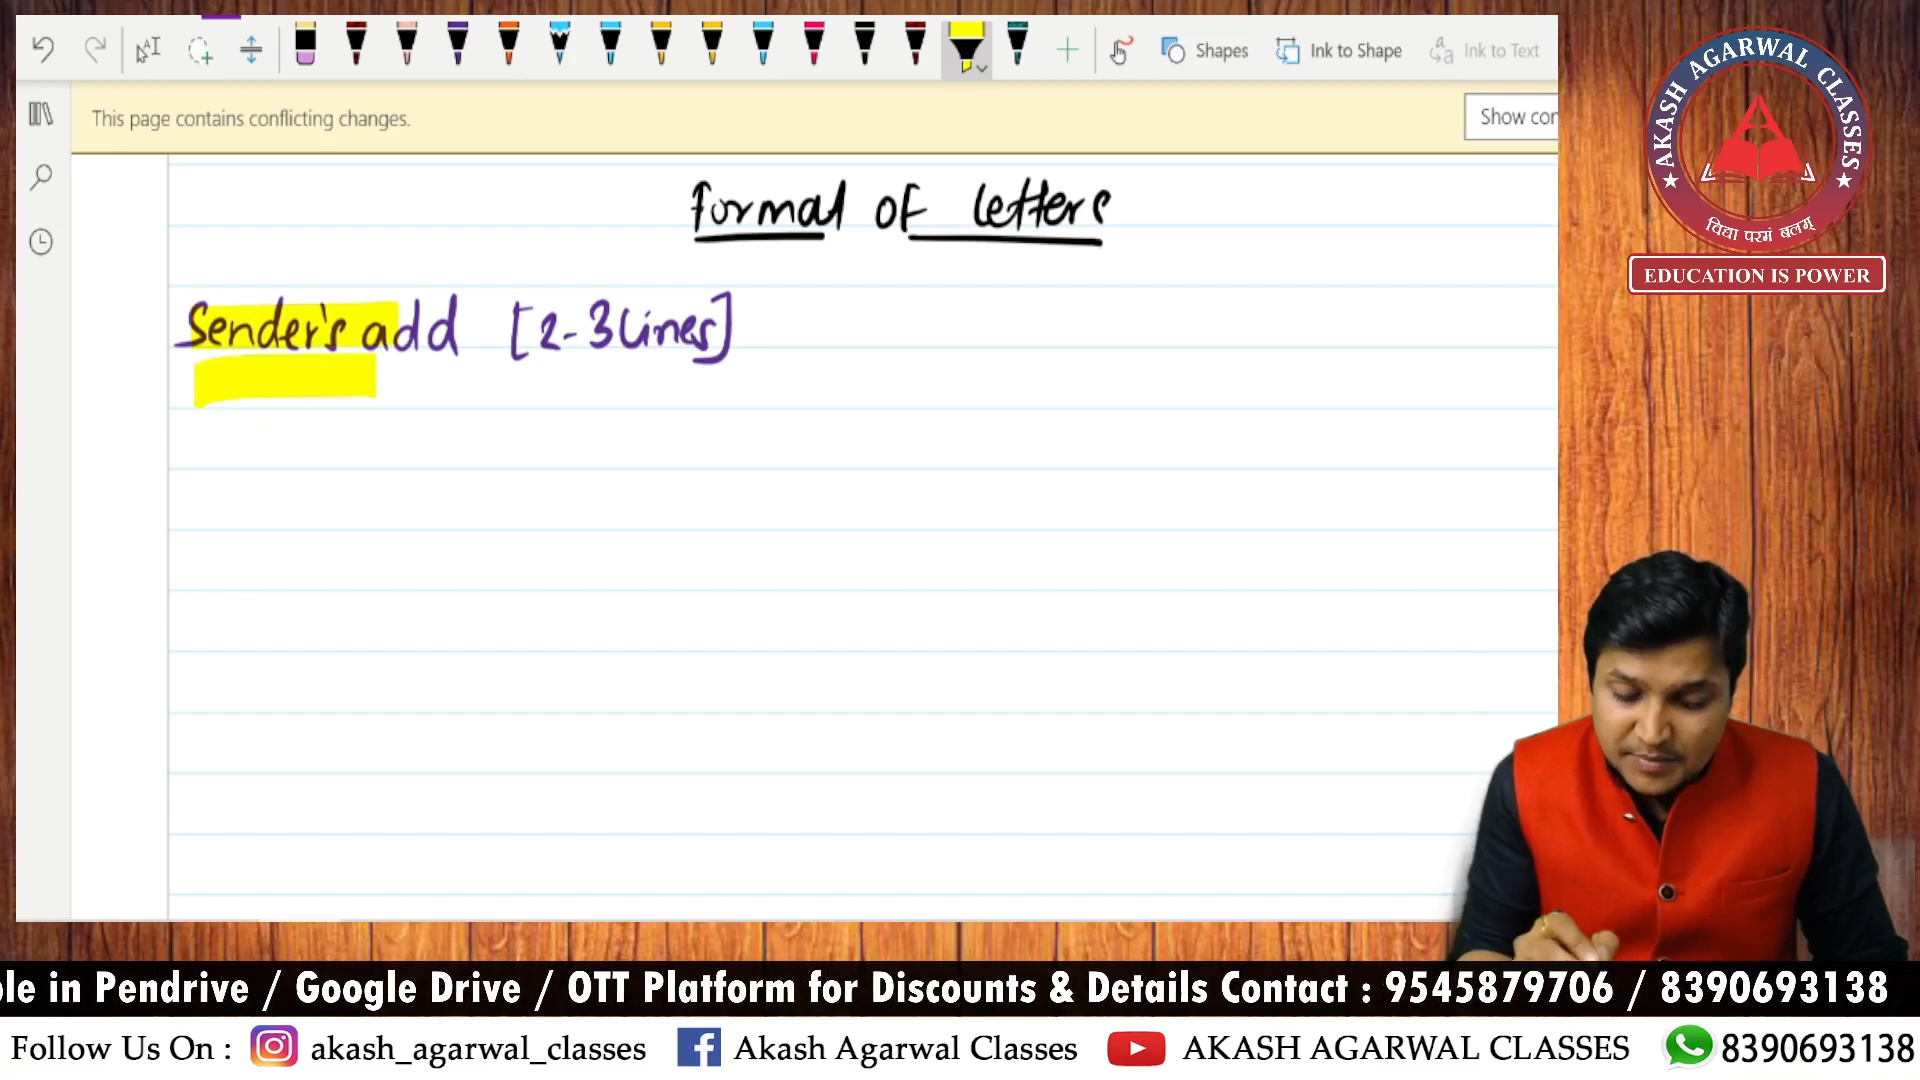 Shapes
Ink to Shape
Ink to Text
This page contains conflicting changes.
Show con
Format of letters
Sender's add [2-3 lines]
AKASH AGARWAL CLASSES
विद्या परमं बलम्
EDUCATION IS POWER
ble in Pendrive / Google Drive / OTT Platform for Discounts & Details Contact : 9545879706 / 8390693138
Follow Us On : akash_agarwal_classes Akash Agarwal Classes AKASH AGARWAL CLASSES 8390693138